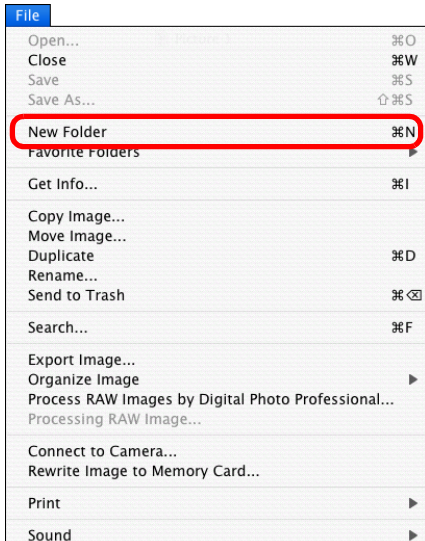 File
Open... ⌘O
Close ⌘W
Save ⌘S
Save As... ⇧⌘S
New Folder ⌘N
Favorite Folders
Get Info... ⌘I
Copy Image...
Move Image...
Duplicate ⌘D
Rename...
Send to Trash ⌘⌫
Search... ⌘F
Export Image...
Organize Image
Process RAW Images by Digital Photo Professional...
Processing RAW Image...
Connect to Camera...
Rewrite Image to Memory Card...
Print
Sound